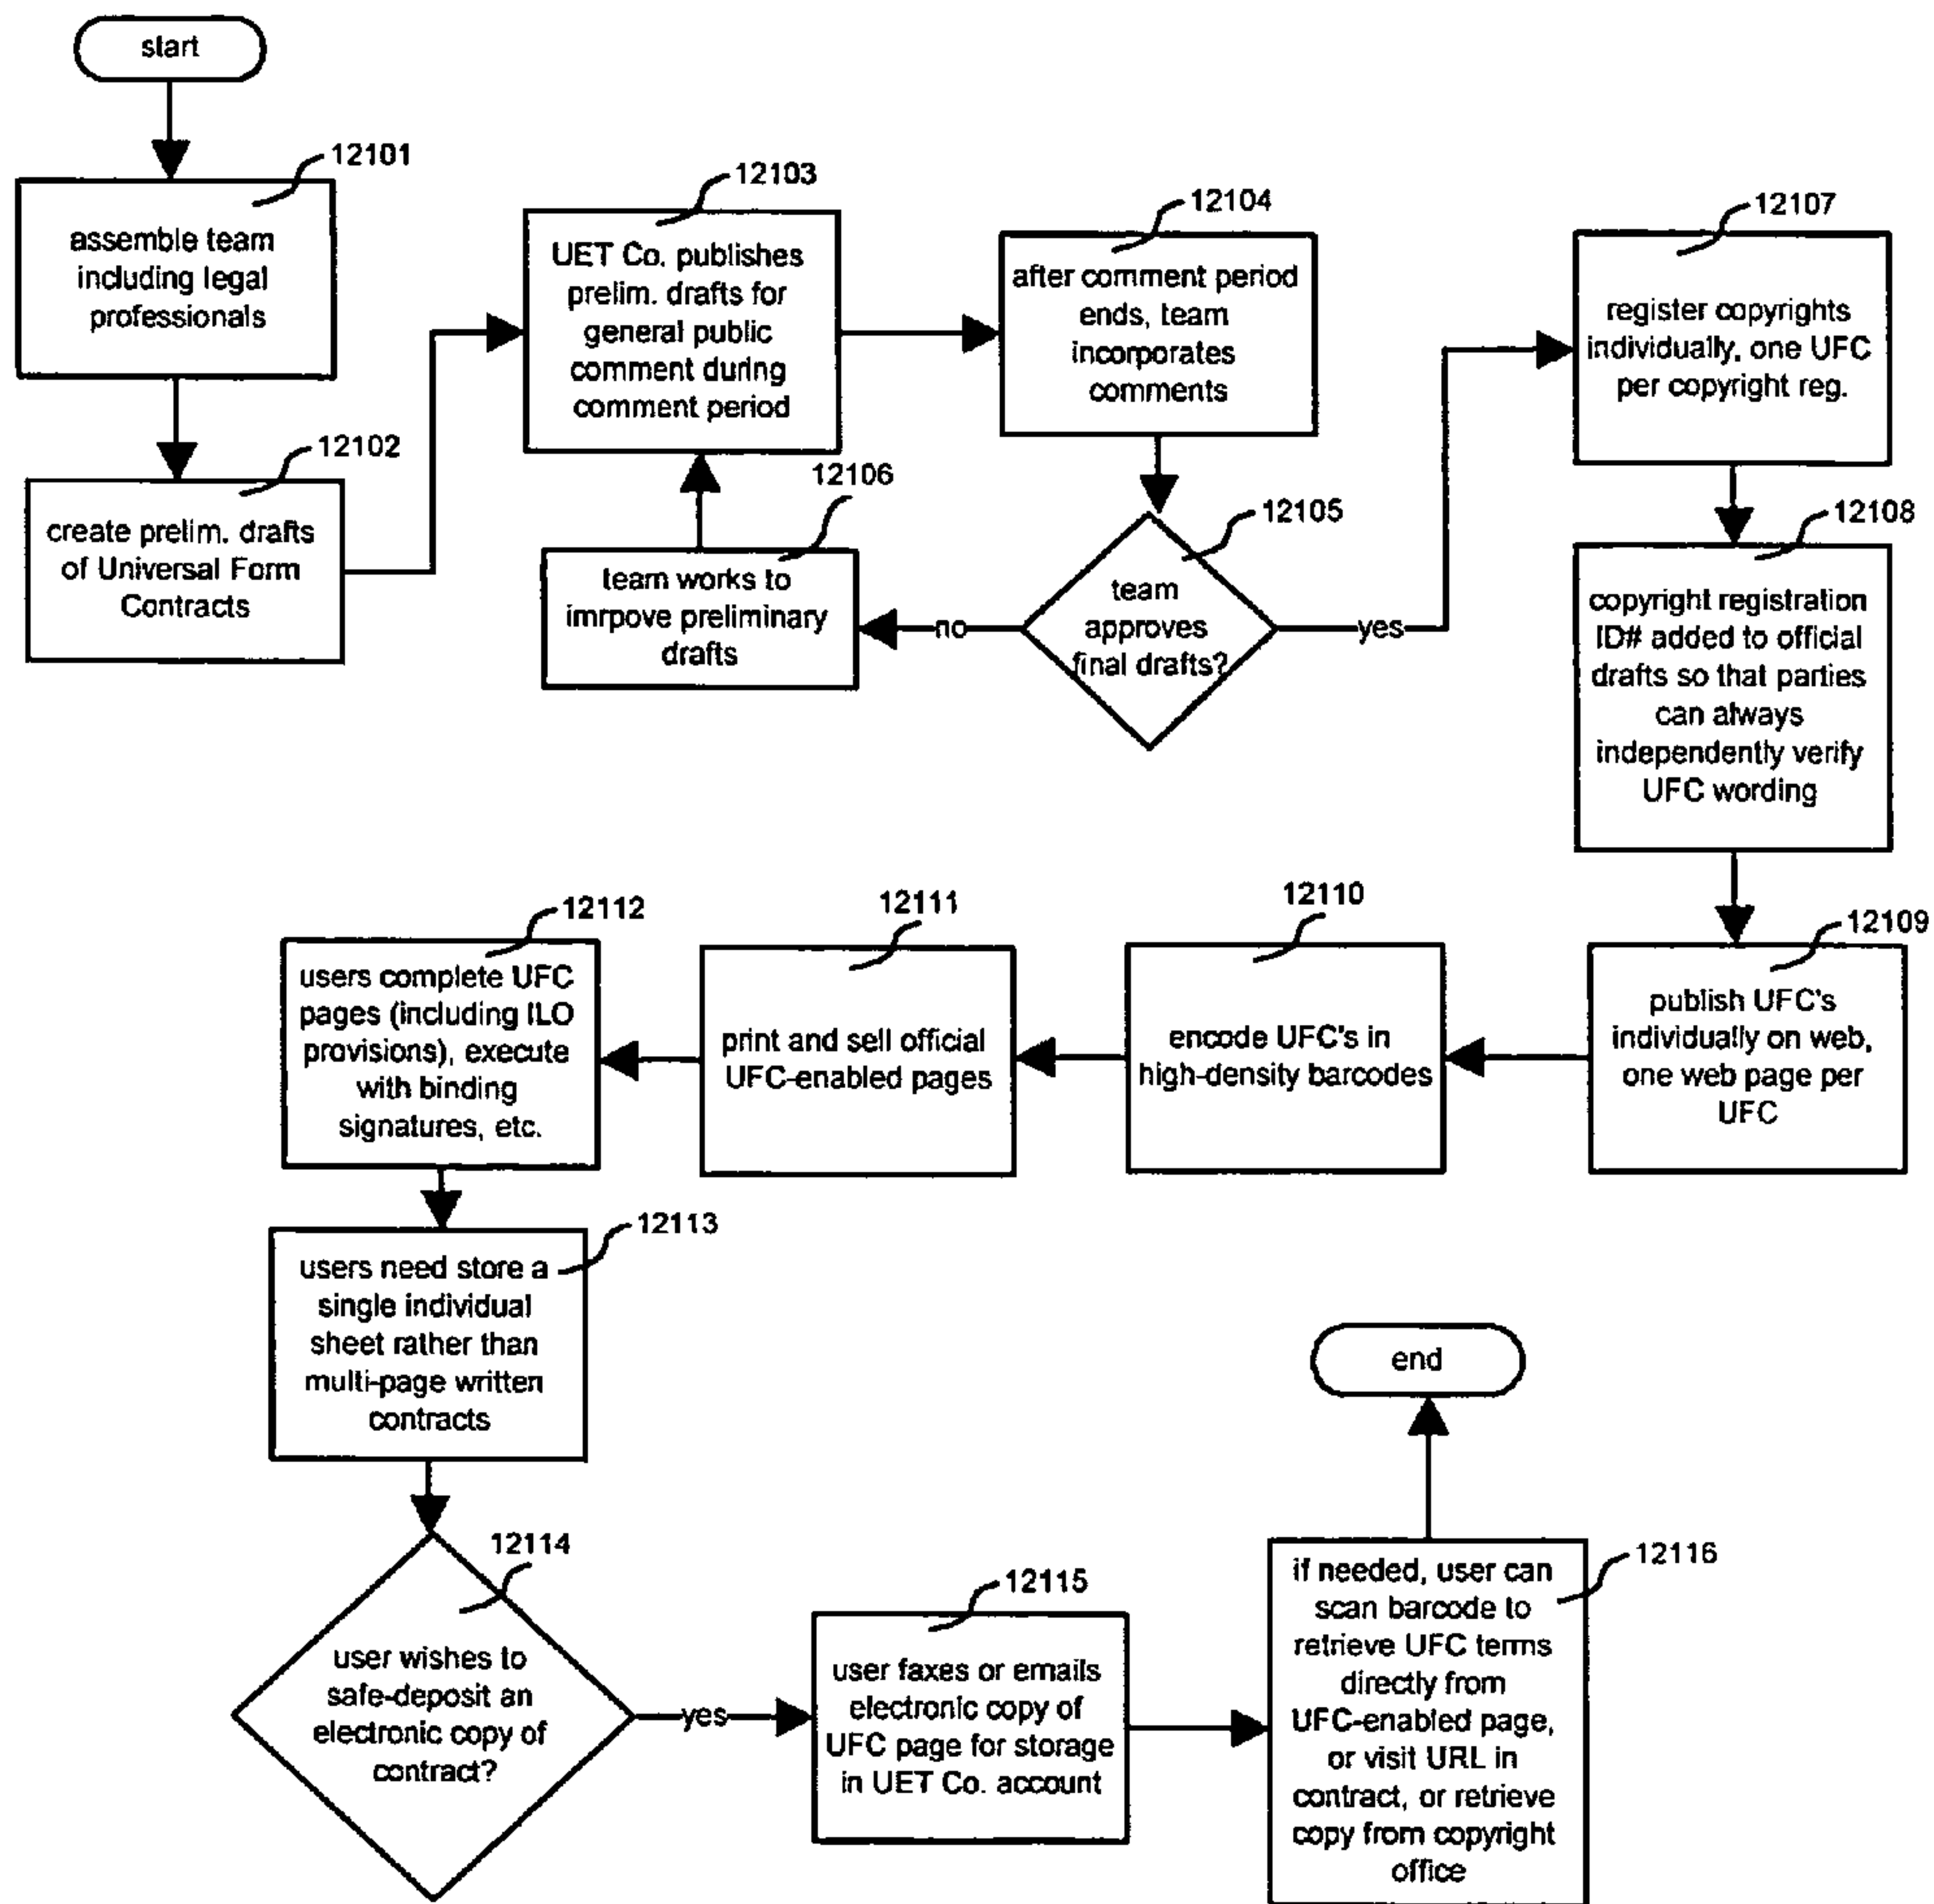 start
12101
assemble team
including legal
professionals
12102
create prelim. drafts
of Universal Form
Contracts
12103
UET Co. publishes
prelim. drafts for
general public
comment during
comment period
12104
after comment period
ends, team
incorporates
comments
12105
team
approves
final drafts?
no
yes
12106
team works to
imrpove preliminary
drafts
12107
register copyrights
individually, one UFC
per copyright reg.
12108
copyright registration
ID# added to official
drafts so that parties
can always
independently verify
UFC wording
12109
publish UFC's
individually on web,
one web page per
UFC
12110
encode UFC's in
high-density barcodes
12111
print and sell official
UFC-enabled pages
12112
users complete UFC
pages (including ILO
provisions), execute
with binding
signatures, etc.
12113
users need store a
single individual
sheet rather than
multi-page written
contracts
12114
user wishes to
safe-deposit an
electronic copy of
contract?
yes
12115
user faxes or emails
electronic copy of
UFC page for storage
in UET Co. account
12116
if needed, user can
scan barcode to
retrieve UFC terms
directly from
UFC-enabled page,
or visit URL in
contract, or retrieve
copy from copyright
office
end